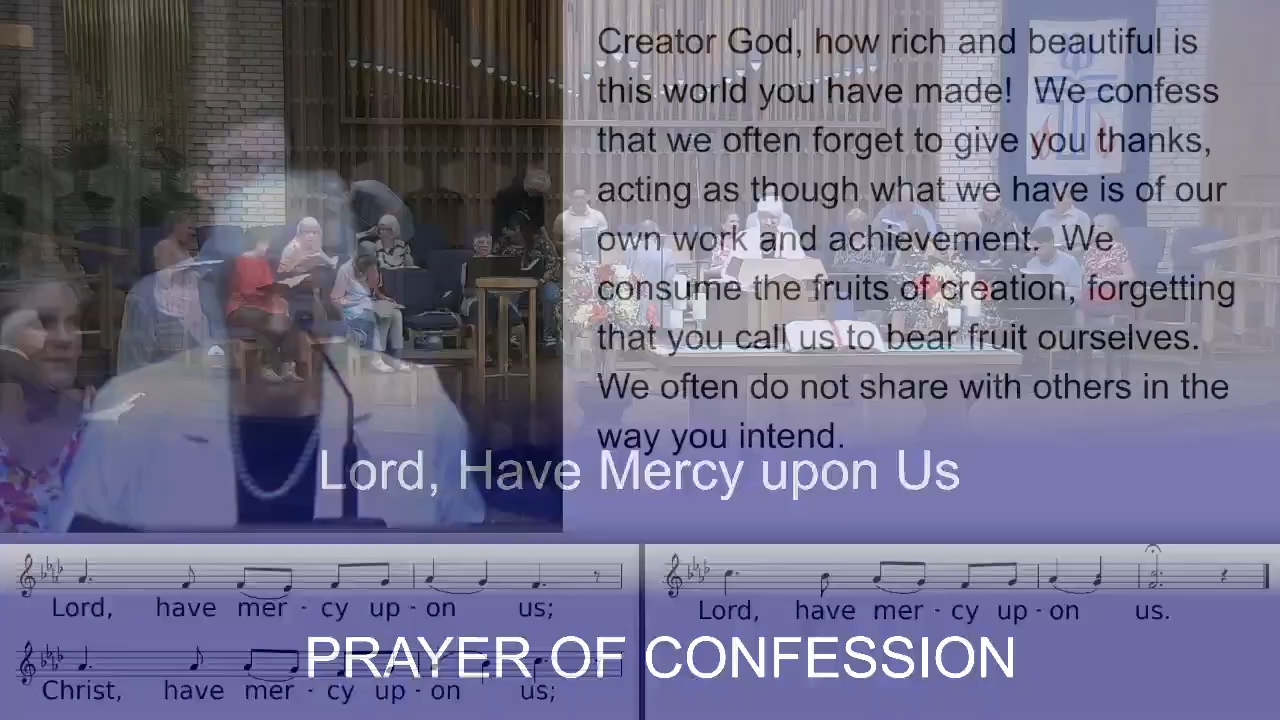 Creator God, how rich and beautiful is
this world you have made!  We confess
that we often forget to give you thanks,
acting as though what we have is of our
own work and achievement.  We
consume the fruits of creation, forgetting
that you call us to bear fruit ourselves.
We often do not share with others in the
way you intend.
Lord, Have Mercy upon Us
Lord, have mer - cy up - on us;
Christ, have mer - cy up - on us;
Lord, have mer - cy up - on us.
PRAYER OF CONFESSION